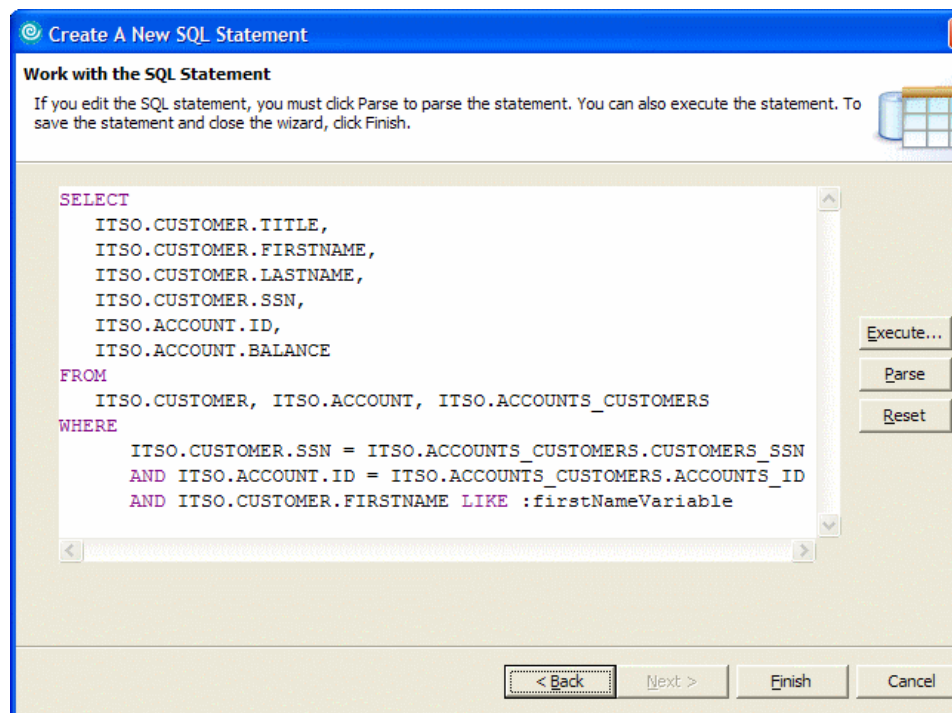 Create A New SQL Statement
Work with the SQL Statement
If you edit the SQL statement, you must click Parse to parse the statement. You can also execute the statement. To
save the statement and close the wizard, click Finish.
SELECT
ITSO.CUSTOMER.TITLE,
ITSO.CUSTOMER.FIRSTNAME,
ITSO.CUSTOMER.LASTNAME,
ITSO.CUSTOMER.SSN,
ITSO.ACCOUNT.ID,
ITSO.ACCOUNT.BALANCE
FROM
ITSO.CUSTOMER, ITSO.ACCOUNT, ITSO.ACCOUNTS_CUSTOMERS
WHERE
ITSO.CUSTOMER.SSN = ITSO.ACCOUNTS_CUSTOMERS.CUSTOMERS_SSN
AND ITSO.ACCOUNT.ID = ITSO.ACCOUNTS_CUSTOMERS.ACCOUNTS_ID
AND ITSO.CUSTOMER.FIRSTNAME LIKE :firstNameVariable
Execute...
Parse
Reset
< Back
Next >
Finish
Cancel